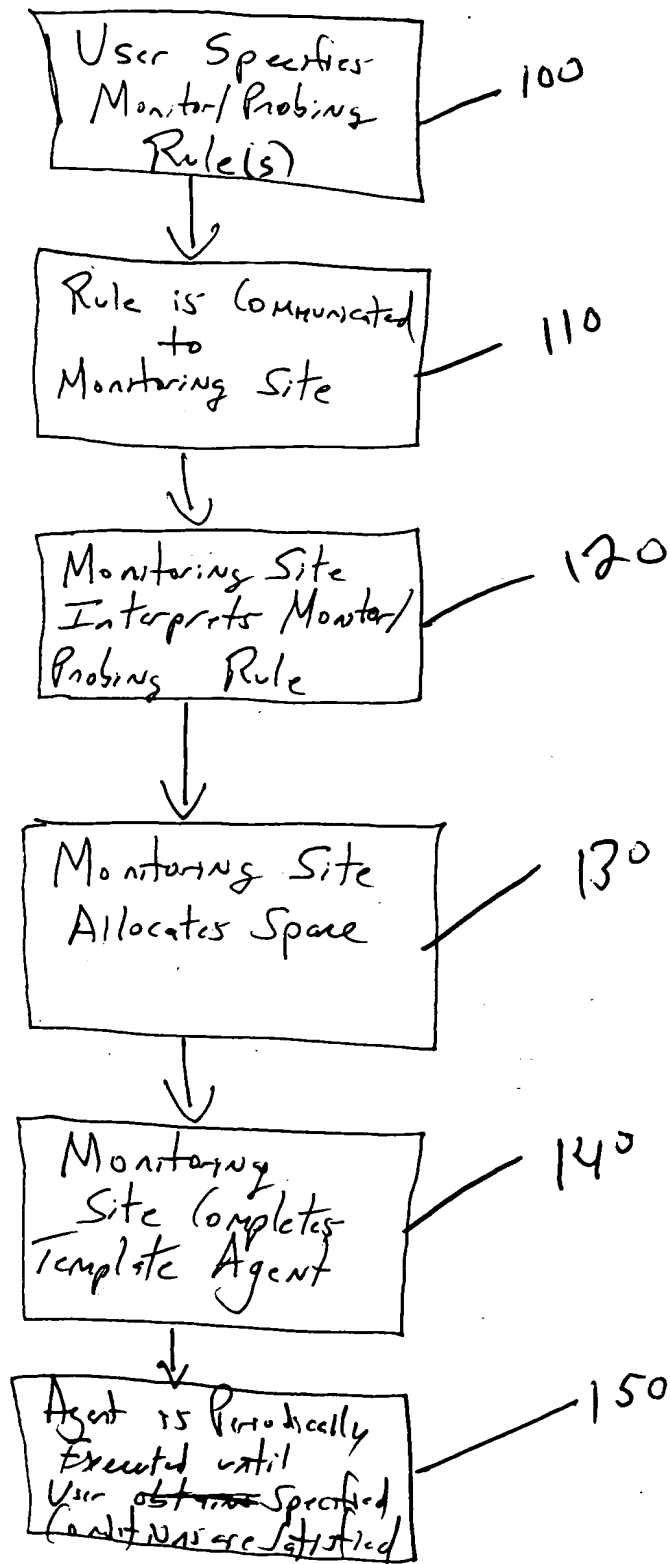 User Specifies
Monitor/Probing
Rule(s)
100
Rule is Communicated
to
Monitoring Site
110
Monitoring Site
Interprets Monitor/
Probing Rule
120
Monitoring Site
Allocates Space
130
Monitoring
Site Completes
Template Agent
140
Agent is Periodically
Executed until
User Specified
Conditions are Satisfied
150